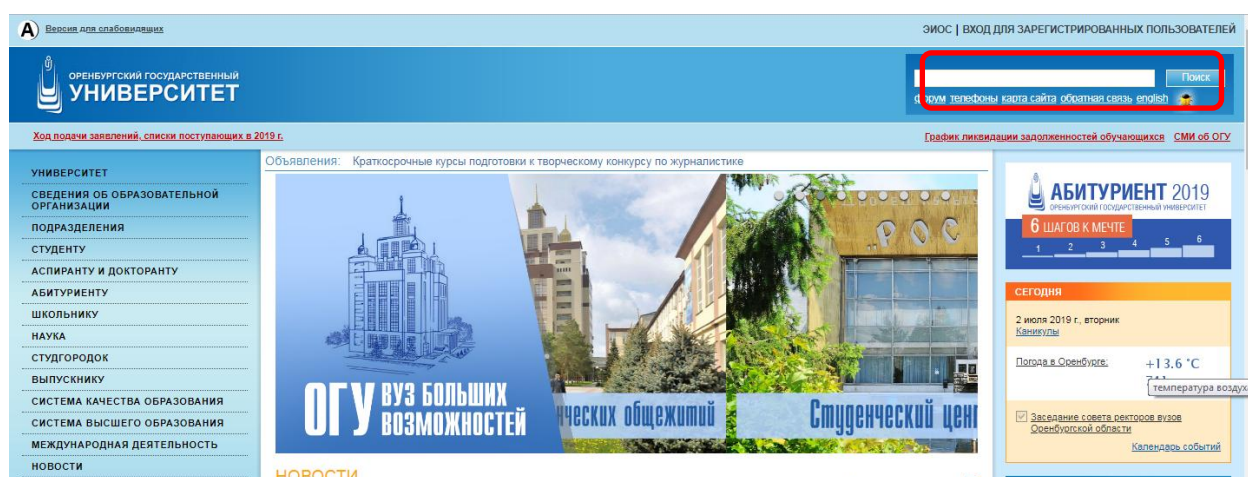 А Версия для слабовидящих
ЭИОС | ВХОД ДЛЯ ЗАРЕГИСТРИРОВАННЫХ ПОЛЬЗОВАТЕЛЕЙ
ОРЕНБУРГСКИЙ ГОСУДАРСТВЕННЫЙ
УНИВЕРСИТЕТ
Поиск
форум телефоны карта сайта обратная связь english
Ход подачи заявлений, списки поступающих в 2019 г.
График ликвидации задолженностей обучающихся СМИ об ОГУ
УНИВЕРСИТЕТ
СВЕДЕНИЯ ОБ ОБРАЗОВАТЕЛЬНОЙ
ОРГАНИЗАЦИИ
ПОДРАЗДЕЛЕНИЯ
СТУДЕНТУ
АСПИРАНТУ И ДОКТОРАНТУ
АБИТУРИЕНТУ
ШКОЛЬНИКУ
НАУКА
СТУДГОРОДОК
ВЫПУСКНИКУ
СИСТЕМА КАЧЕСТВА ОБРАЗОВАНИЯ
СИСТЕМА ВЫСШЕГО ОБРАЗОВАНИЯ
МЕЖДУНАРОДНАЯ ДЕЯТЕЛЬНОСТЬ
НОВОСТИ
Объявления: Краткосрочные курсы подготовки к творческому конкурсу по журналистике
РОС
ОГУ ВУЗ БОЛЬШИХ
ВОЗМОЖНОСТЕЙ
ческих общежитий
Студенческий цен
НОВОСТИ
АБИТУРИЕНТ 2019
ОРЕНБУРГСКИЙ ГОСУДАРСТВЕННЫЙ УНИВЕРСИТЕТ
6 ШАГОВ К МЕЧТЕ
1 2 3 4 5 6
СЕГОДНЯ
2 июля 2019 г., вторник
Каникулы
Погода в Оренбурге: +13.6 °C
температура воздуха
Заседание совета ректоров вузов
Оренбургской области
Календарь событий